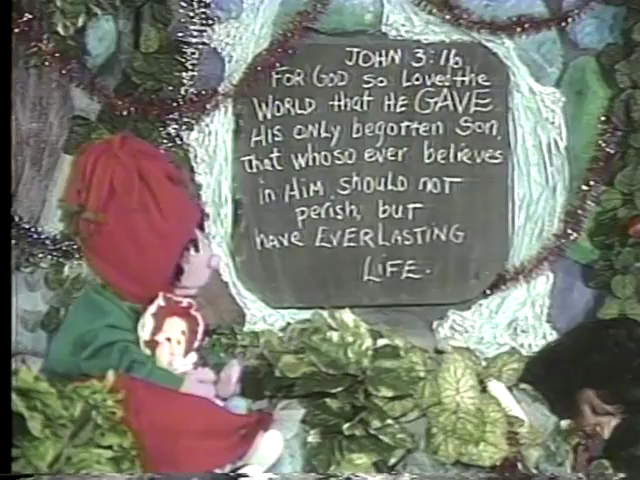 JOHN 3:16
FOR GOD so Loves the
WORLD that HE GAVE
His only begotten Son,
that whoso ever believes
in HiM should not
perish, but
have EVERLASTING
LiFE.